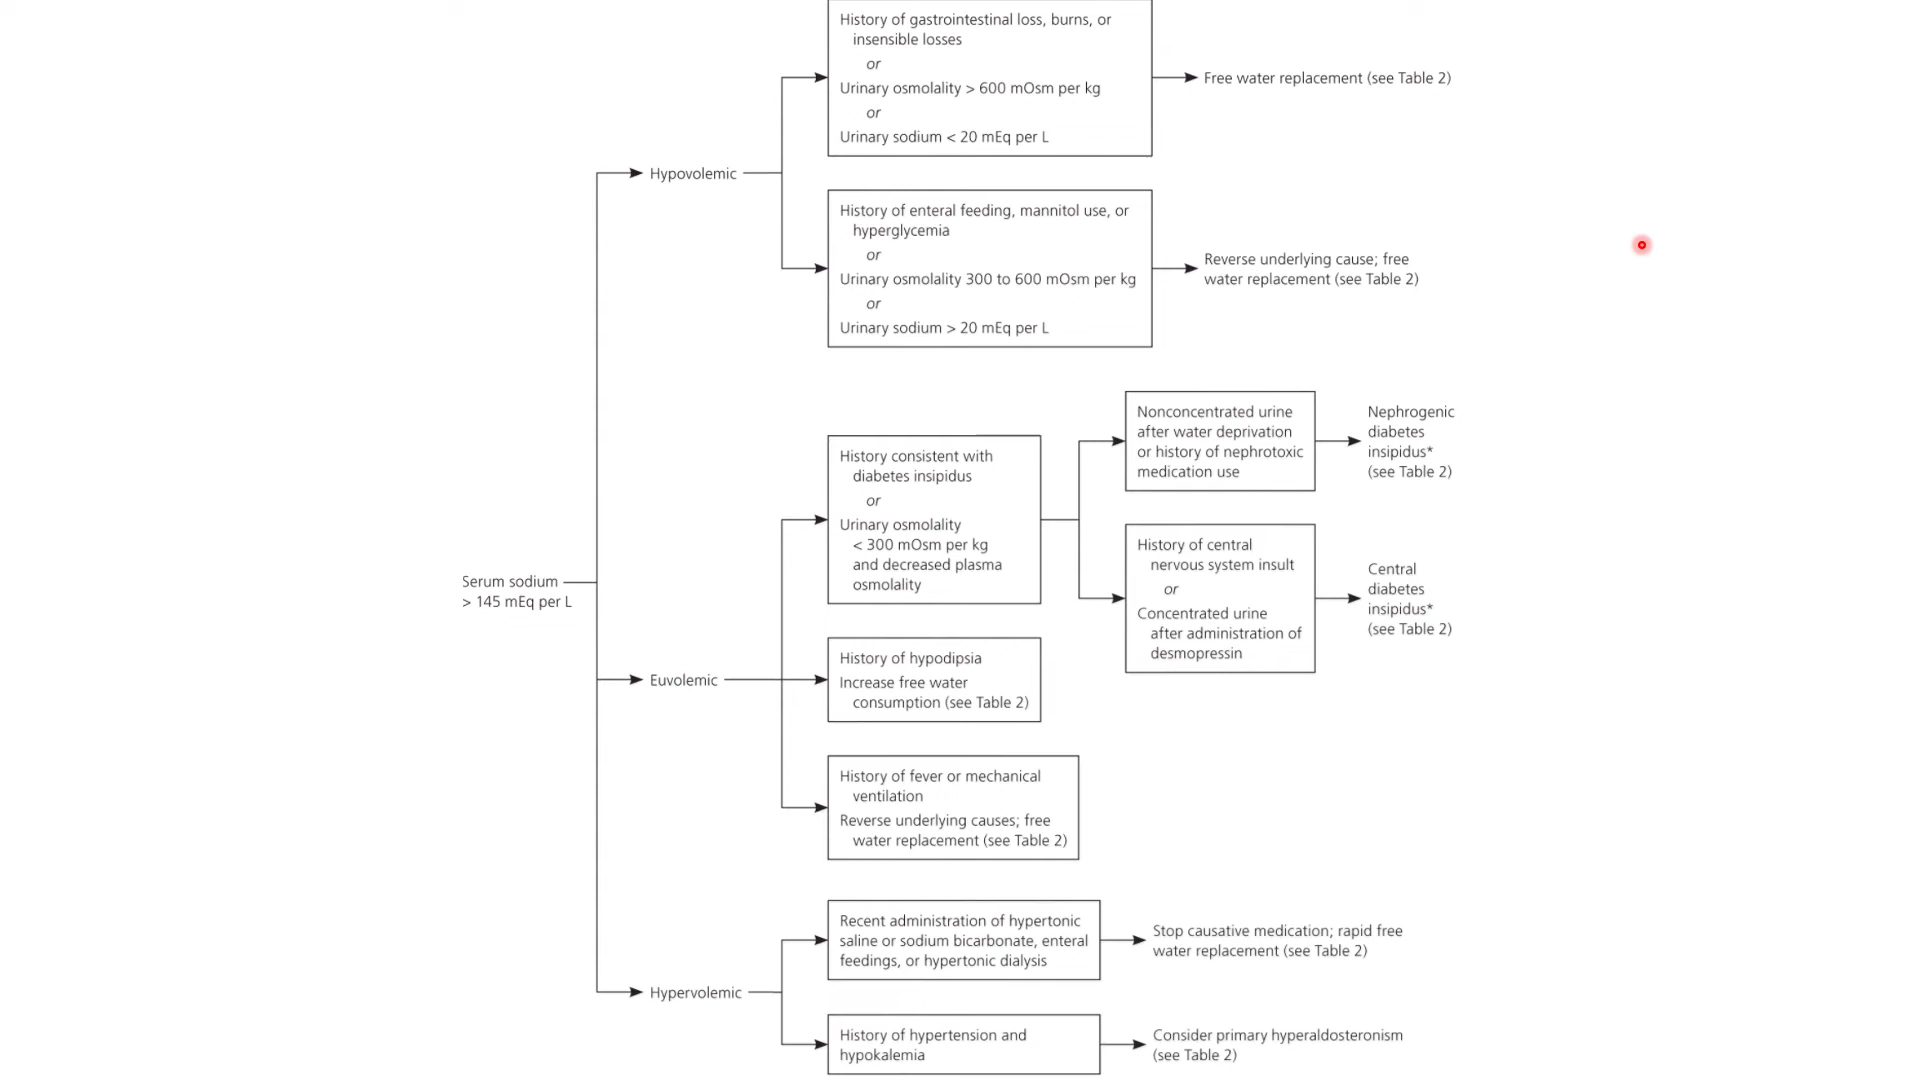 History of gastrointestinal loss, burns, or
insensible losses
or
Urinary osmolality > 600 mOsm per kg
or
Urinary sodium < 20 mEq per L
Free water replacement (see Table 2)
Hypovolemic
History of enteral feeding, mannitol use, or
hyperglycemia
or
Urinary osmolality 300 to 600 mOsm per kg
or
Urinary sodium > 20 mEq per L
Reverse underlying cause; free
water replacement (see Table 2)
Serum sodium
> 145 mEq per L
Euvolemic
History consistent with
diabetes insipidus
or
Urinary osmolality
< 300 mOsm per kg
and decreased plasma
osmolality
Nonconcentrated urine
after water deprivation
or history of nephrotoxic
medication use
Nephrogenic
diabetes
insipidus*
(see Table 2)
History of central
nervous system insult
or
Concentrated urine
after administration of
desmopressin
Central
diabetes
insipidus*
(see Table 2)
History of hypodipsia
Increase free water
consumption (see Table 2)
History of fever or mechanical
ventilation
Reverse underlying causes; free
water replacement (see Table 2)
Hypervolemic
Recent administration of hypertonic
saline or sodium bicarbonate, enteral
feedings, or hypertonic dialysis
Stop causative medication; rapid free
water replacement (see Table 2)
History of hypertension and
hypokalemia
Consider primary hyperaldosteronism
(see Table 2)